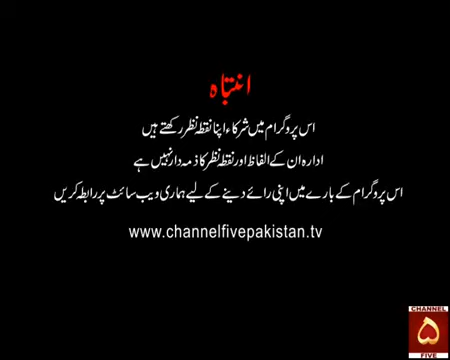 انتباہ
اس پروگرام میں شرکاء اپنا نقطہ نظر رکھتے ہیں
ادارہ ان کے الفاظ اور نقطہ نظر کا ذمہ دار نہیں ہے
اس پروگرام کے بارے میں اپنی رائے دینے کے لیے ہماری ویب سائٹ پر رابطہ کریں
www.channelfivepakistan.tv
CHANNEL
۵
FIVE